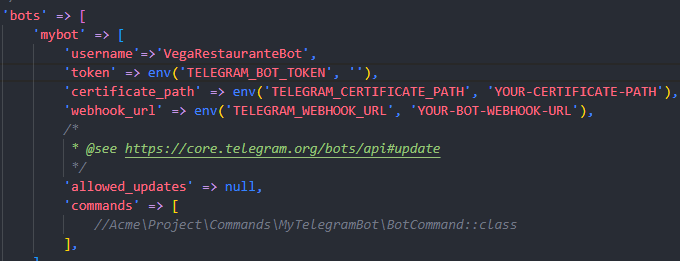 'bots' => [
'mybot' => [
'username'=>'VegaRestauranteBot',
'token' => env('TELEGRAM_BOT_TOKEN', ''),
'certificate_path' => env('TELEGRAM_CERTIFICATE_PATH', 'YOUR-CERTIFICATE-PATH'),
'webhook_url' => env('TELEGRAM_WEBHOOK_URL', 'YOUR-BOT-WEBHOOK-URL'),
/*
* @see https://core.telegram.org/bots/api#update
*/
'allowed_updates' => null,
'commands' => [
//Acme\Project\Commands\MyTelegramBot\BotCommand::class
],